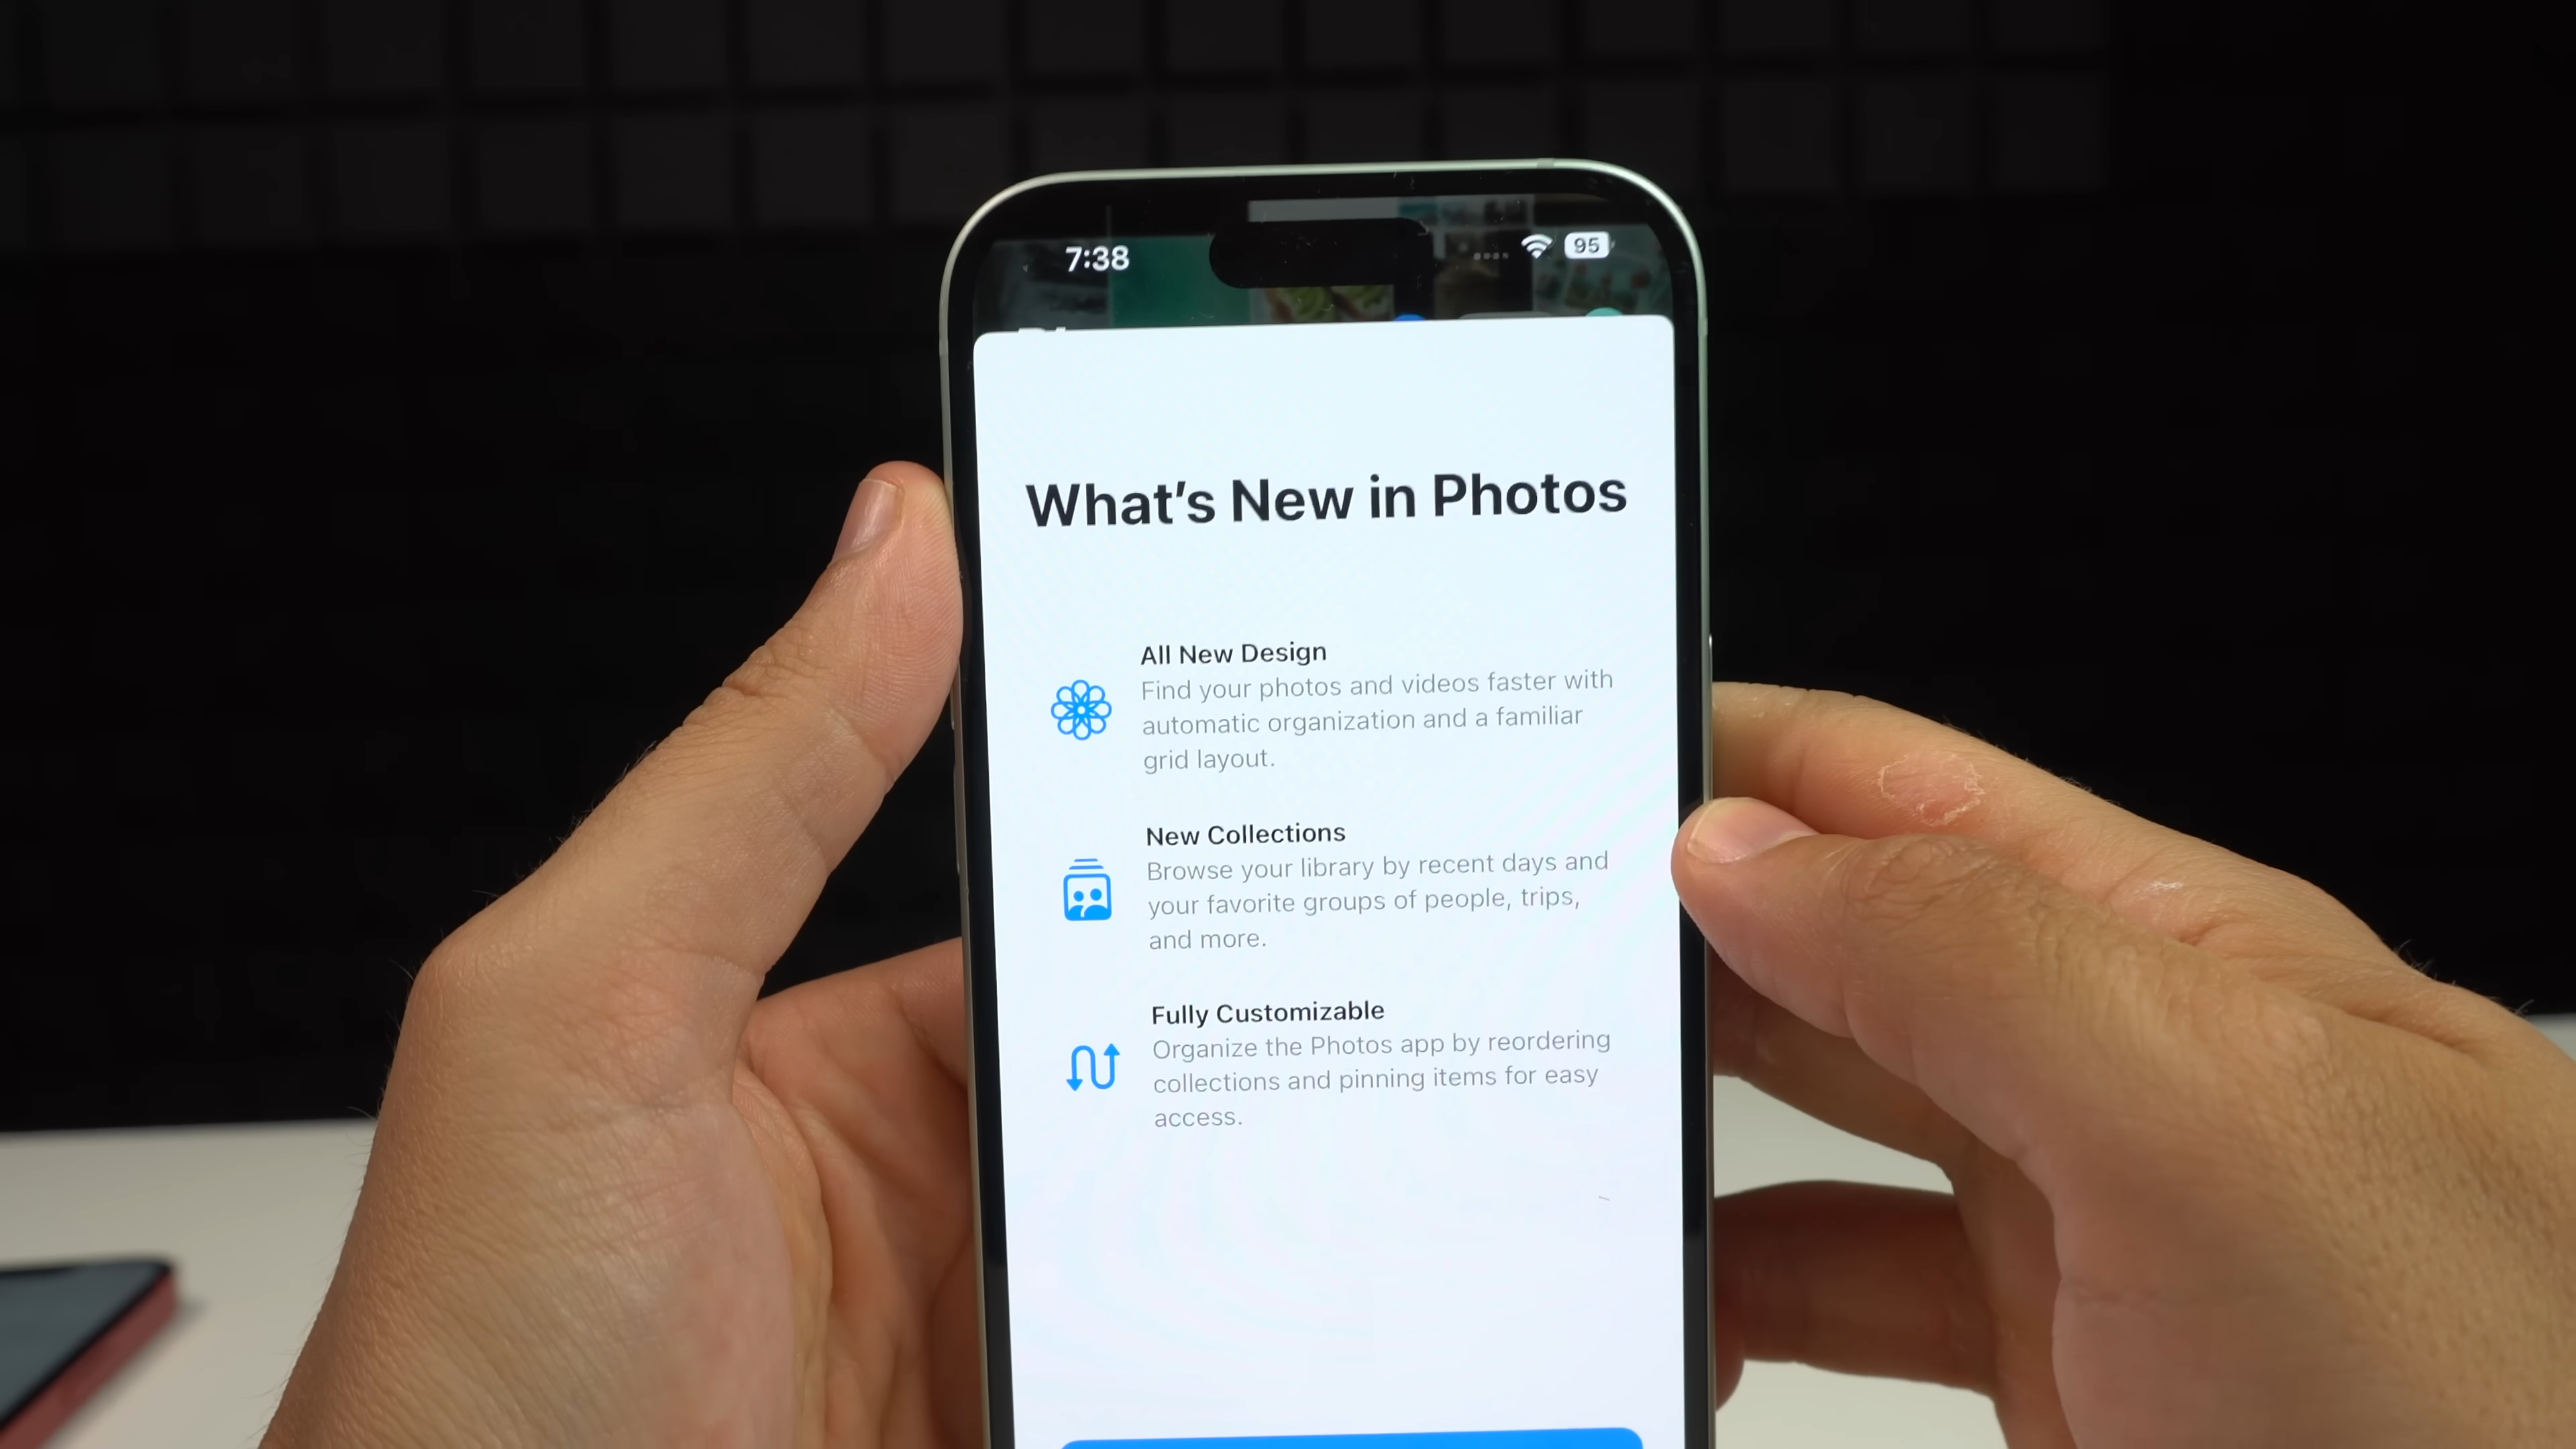 7:38
95
What's New in Photos
All New Design
Find your photos and videos faster with
automatic organization and a familiar
grid layout.
New Collections
Browse your library by recent days and
your favorite groups of people, trips,
and more.
Fully Customizable
Organize the Photos app by reordering
collections and pinning items for easy
access.